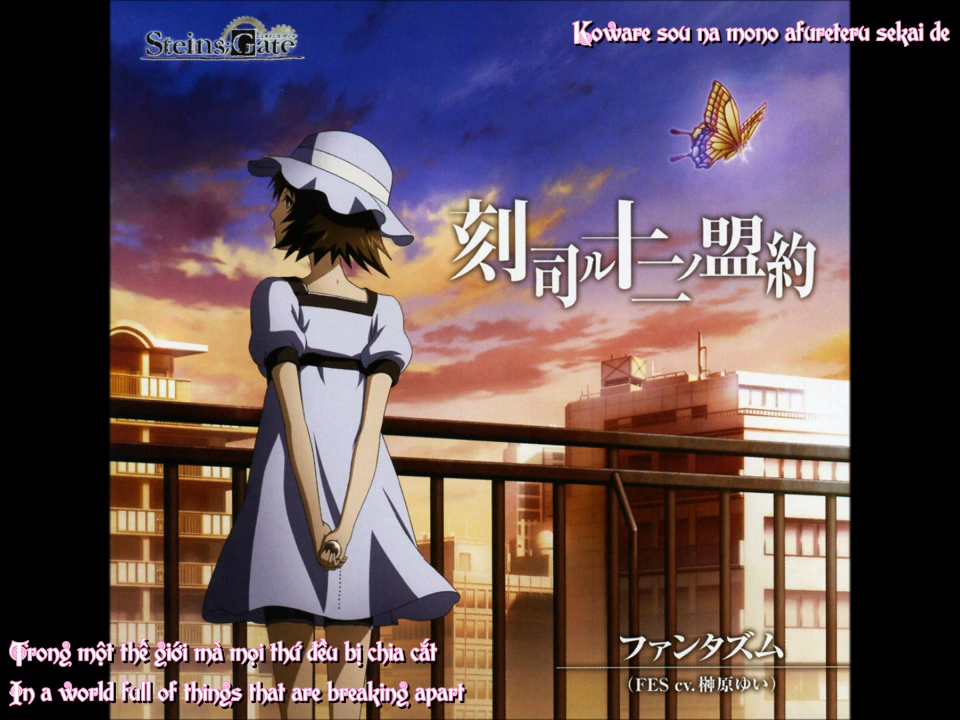 Steins;Gate
Koware sou na mono afureteru sekai de
刻司ル十二ノ盟約
ファンタズム
(FES cv.榊原ゆい)
Trong một thế giới mà mọi thứ đều bị chia cắt
In a world full of things that are breaking apart